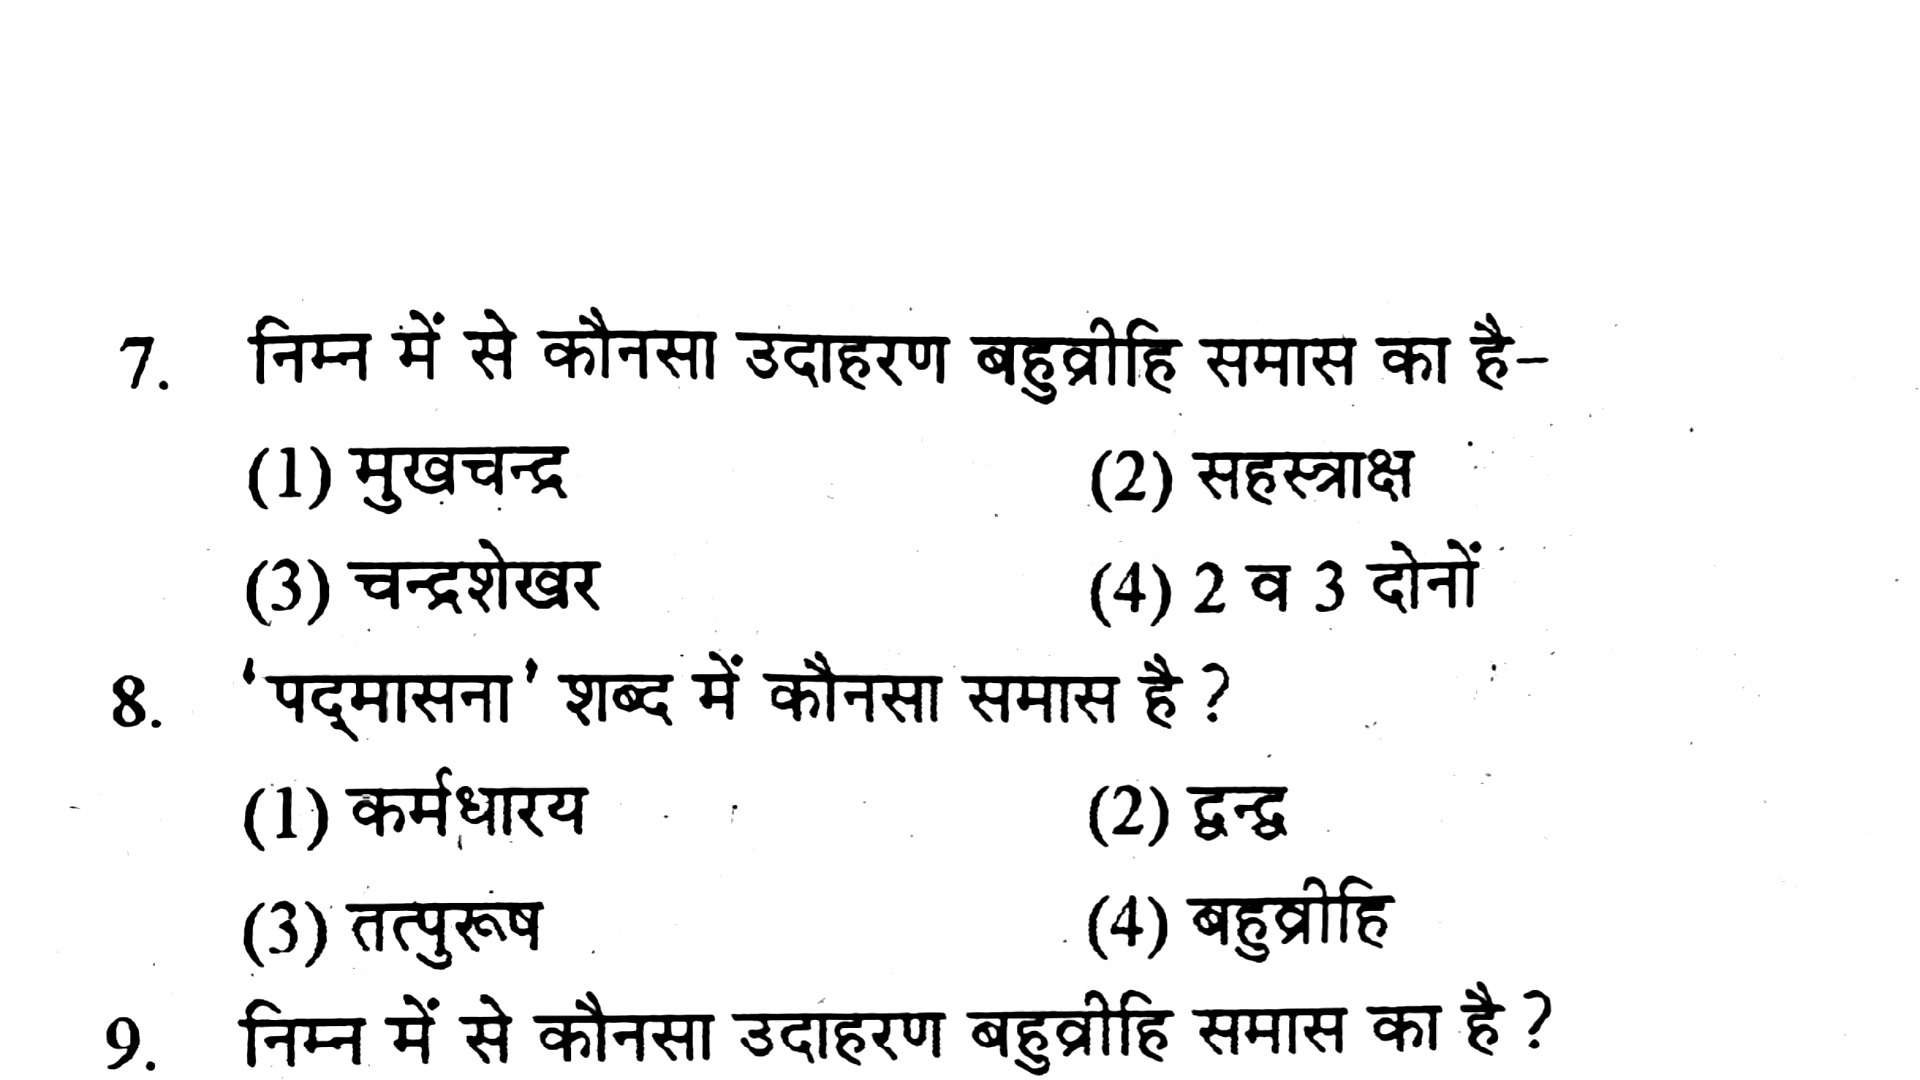 7. निम्न में से कौनसा उदाहरण बहुव्रीहि समास का है–
(1) मुखचन्द्र (2) सहस्त्राक्ष
(3) चन्द्रशेखर (4) 2 व 3 दोनों
8. ‘पद्‌मासना’ शब्द में कौनसा समास है ?
(1) कर्मधारय (2) द्वन्द्व
(3) तत्पुरूष (4) बहुव्रीहि
9. निम्न में से कौनसा उदाहरण बहुव्रीहि समास का है ?